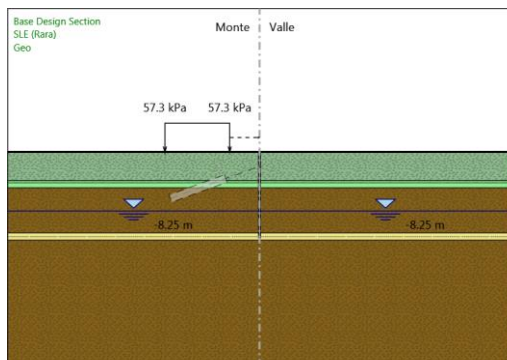 Base Design Section
SLE (Rara)
Geo
Monte Valle
57.3 kPa 57.3 kPa
-8.25 m -8.25 m